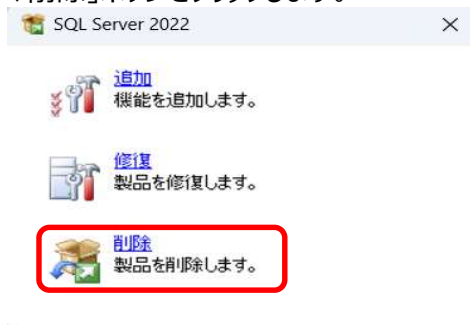 SQL Server 2022
追加
機能を追加します。
修復
製品を修復します。
削除
製品を削除します。